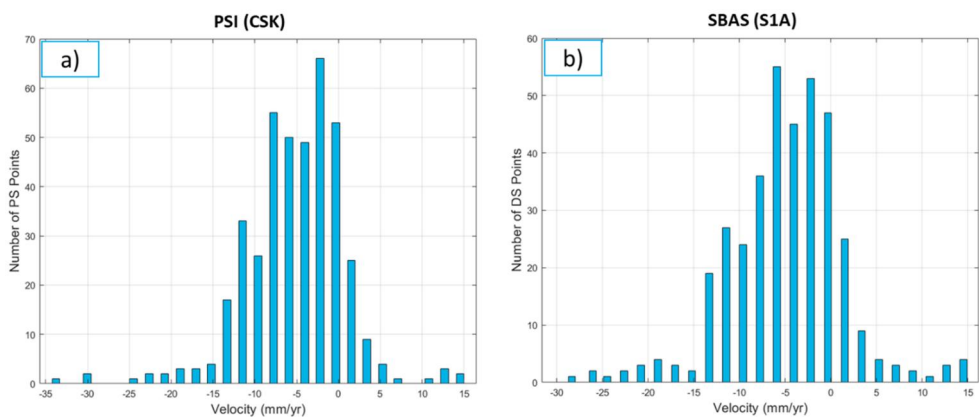 PSI (CSK)
a)
70
60
50
40
30
20
10
0
Number of PS Points
-35 -30 -25 -20 -15 -10 -5 0 5 10 15
Velocity (mm/yr)
SBAS (S1A)
b)
60
50
40
30
20
10
0
Number of DS Points
-30 -25 -20 -15 -10 -5 0 5 10 15
Velocity (mm/yr)